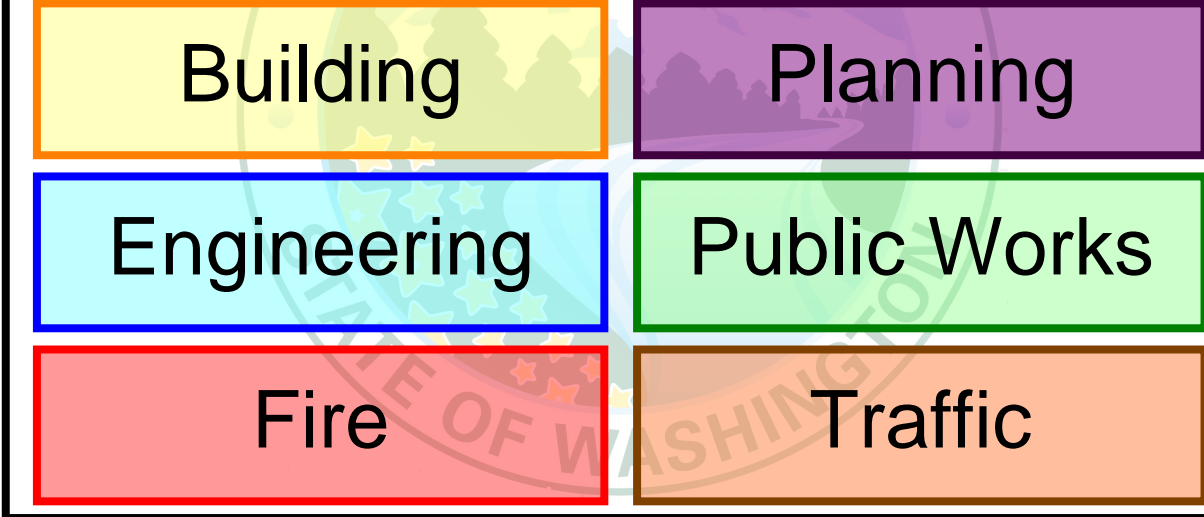 Building
Planning
Engineering
Public Works
Fire
Traffic
STATE OF WASHINGTON